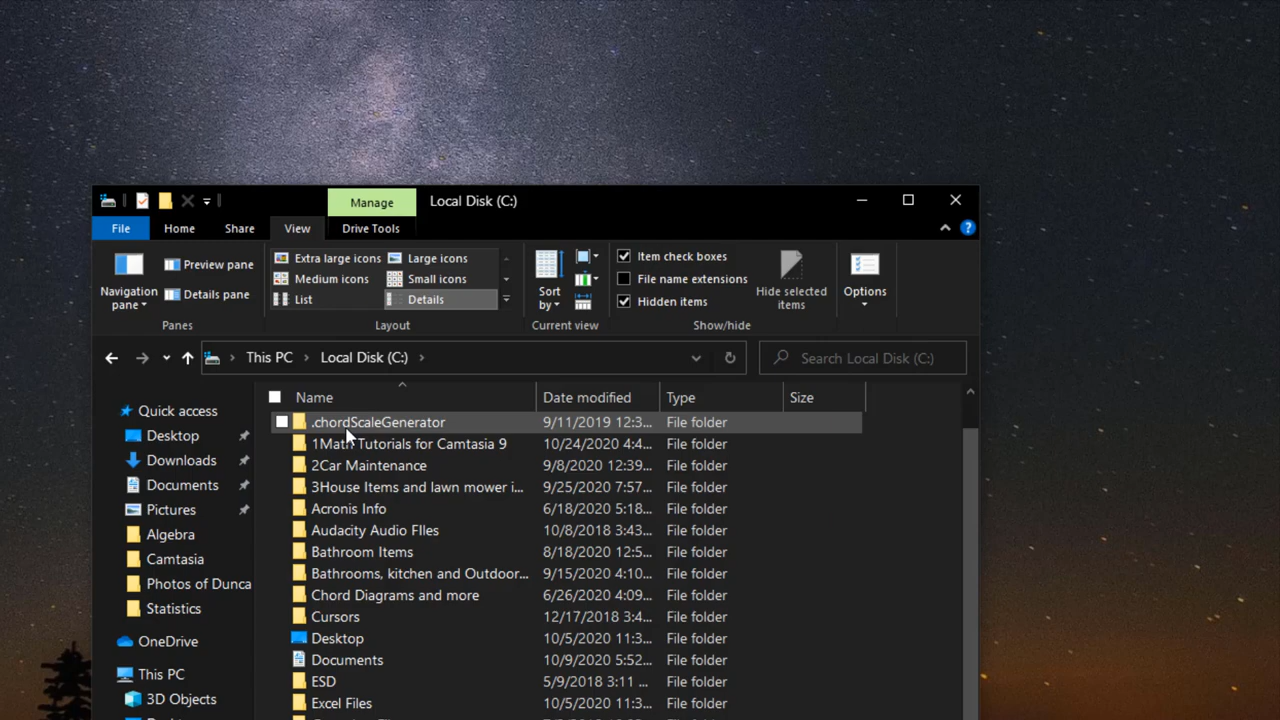 Manage
Local Disk (C:)
File
Home
Share
View
Drive Tools
Navigation pane
Preview pane
Details pane
Panes
Extra large icons
Large icons
Medium icons
Small icons
List
Details
Layout
Sort by
Current view
Item check boxes
File name extensions
Hidden items
Hide selected items
Show/hide
Options
This PC > Local Disk (C:) >
Search Local Disk (C:)
Quick access
Desktop
Downloads
Documents
Pictures
Algebra
Camtasia
Photos of Dunca
Statistics
OneDrive
This PC
3D Objects
Name Date modified Type Size
.chordScaleGenerator 9/11/2019 12:3... File folder
1Math Tutorials for Camtasia 9 10/24/2020 4:4... File folder
2Car Maintenance 9/8/2020 12:39... File folder
3House Items and lawn mower i... 9/25/2020 7:57... File folder
Acronis Info 6/18/2020 5:18... File folder
Audacity Audio FIles 10/8/2018 3:43... File folder
Bathroom Items 8/18/2020 12:5... File folder
Bathrooms, kitchen and Outdoor... 9/15/2020 4:10... File folder
Chord Diagrams and more 6/26/2020 4:09... File folder
Cursors 12/17/2018 3:4... File folder
Desktop 10/5/2020 11:3... File folder
Documents 10/9/2020 5:52... File folder
ESD 5/9/2018 3:11 ... File folder
Excel Files 10/5/2020 11:3... File folder